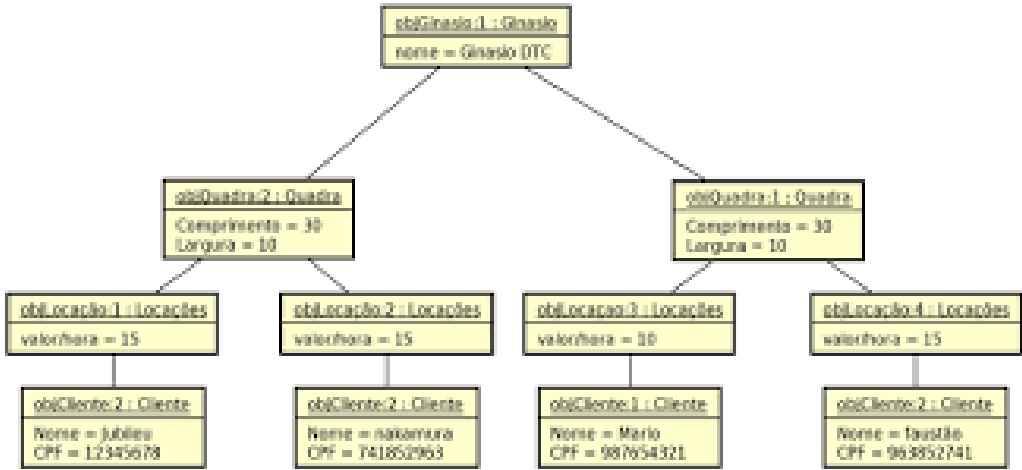 objGinasio:1 : Ginasio
nome = Ginasio DTC
objQuadra:2 : Quadra
Comprimento = 30
Largura = 10
objQuadra:1 : Quadra
Comprimento = 30
Largura = 10
objLocação:1 : Locações
valor/hora = 15
objLocação:2 : Locações
valor/hora = 15
objLocaçao:3 : Locações
valor/hora = 10
objLocação:4 : Locações
valor/hora = 15
objCliente:2 : Cliente
Nome = Jubileu
CPF = 12345678
objCliente:2 : Cliente
Nome = nakamura
CPF = 741852963
objCliente:1 : Cliente
Nome = Mario
CPF = 987654321
objCliente:2 : Cliente
Nome = faustão
CPF = 963852741